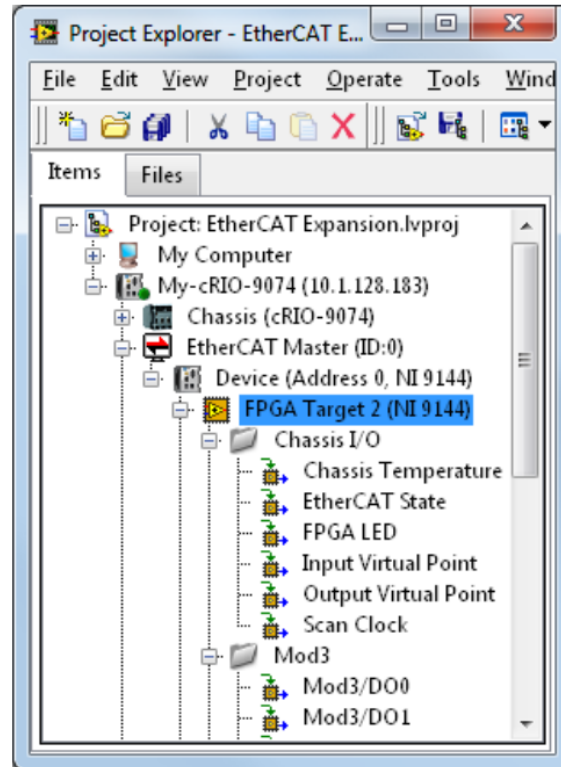 Project Explorer - EtherCAT E...
File Edit View Project Operate Tools Wind
Items Files
Project: EtherCAT Expansion.lvproj
My Computer
My-cRIO-9074 (10.1.128.183)
Chassis (cRIO-9074)
EtherCAT Master (ID:0)
Device (Address 0, NI 9144)
FPGA Target 2 (NI 9144)
Chassis I/O
Chassis Temperature
EtherCAT State
FPGA LED
Input Virtual Point
Output Virtual Point
Scan Clock
Mod3
Mod3/DO0
Mod3/DO1